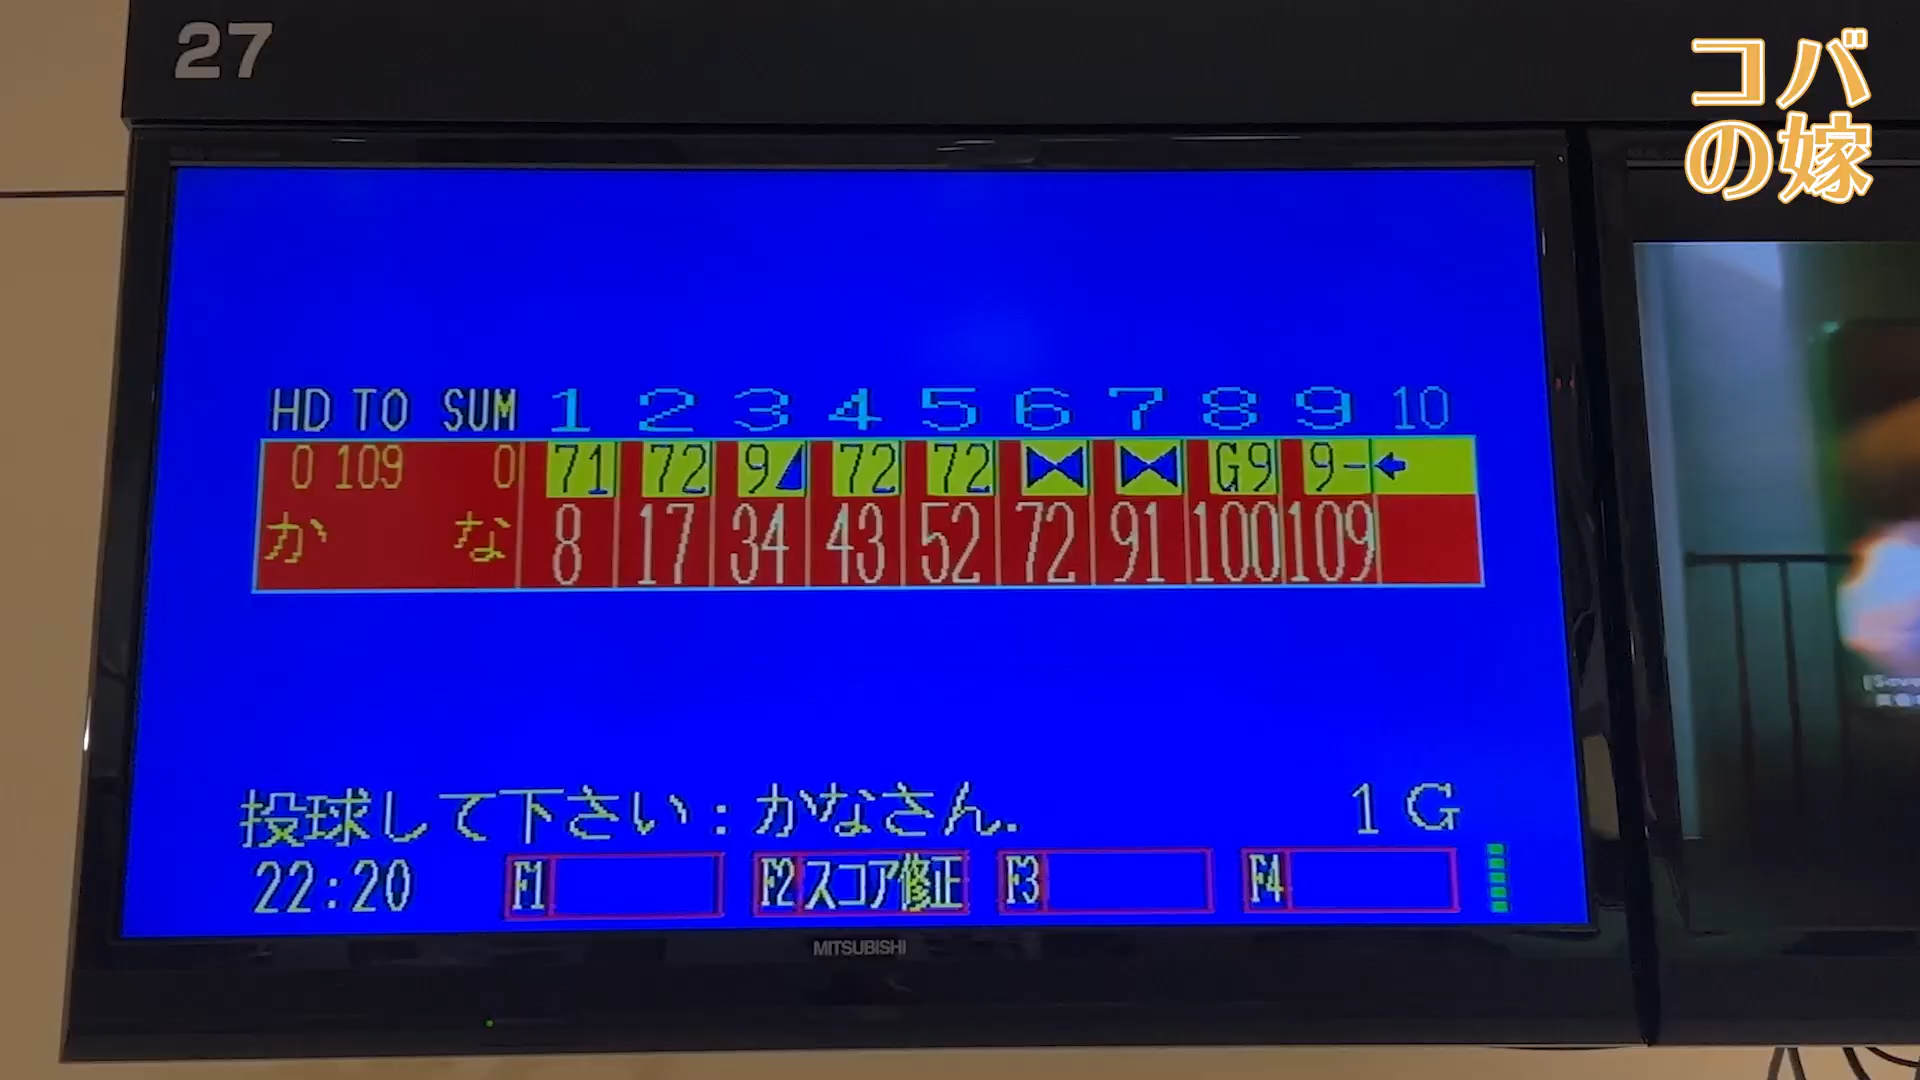 27
コバ
の嫁
HD TO SUM 1 2 3 4 5 6 7 8 9 10
0 109 0 71 72 9 72 72 G9 9-
かな 8 17 34 43 52 72 91 100 109
投球して下さい:かなさん. 1 G
22:20 F1 F2 スコア修正 F3 F4
MITSUBISHI